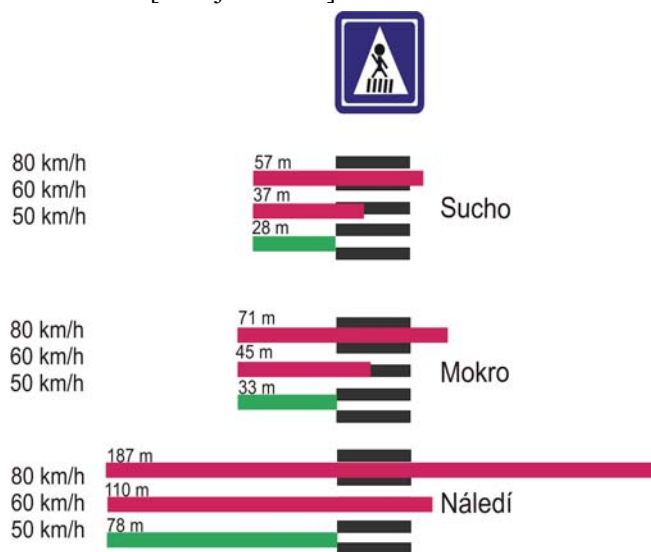 80 km/h
60 km/h
50 km/h
57 m
37 m
28 m
Sucho
80 km/h
60 km/h
50 km/h
71 m
45 m
33 m
Mokro
80 km/h
60 km/h
50 km/h
187 m
110 m
78 m
Náledí